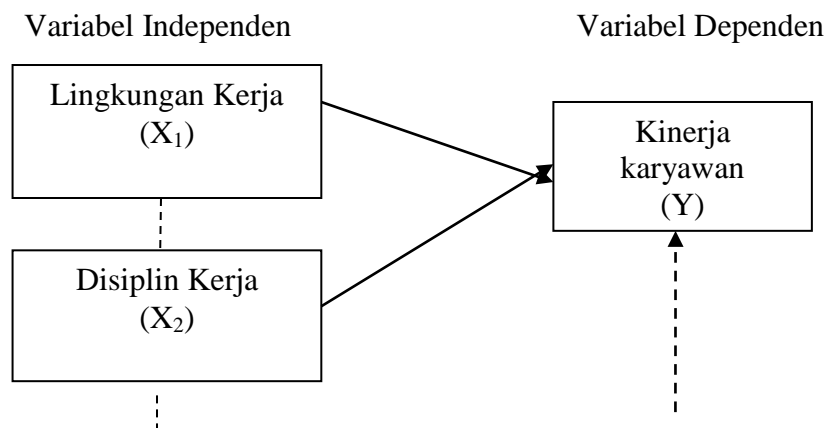 Variabel Independen
Variabel Dependen
Lingkungan Kerja
(X₁)
Kinerja
karyawan
(Y)
Disiplin Kerja
(X₂)